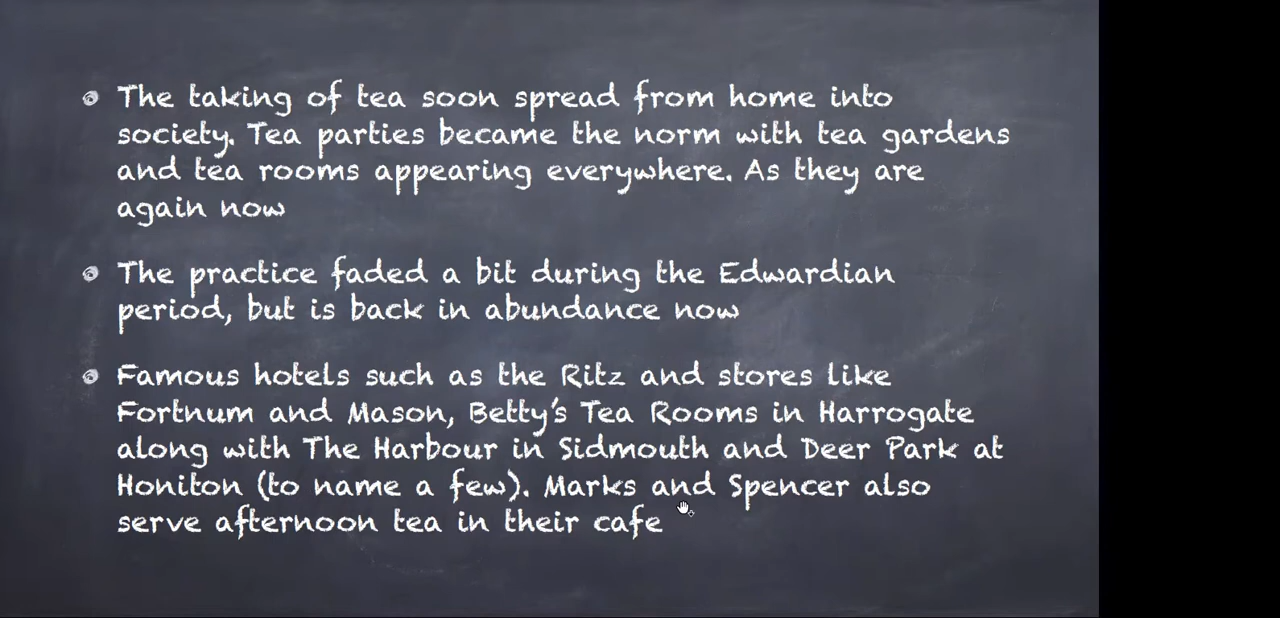 The taking of tea soon spread from home into
society. Tea parties became the norm with tea gardens
and tea rooms appearing everywhere. As they are
again now
The practice faded a bit during the Edwardian
period, but is back in abundance now
Famous hotels such as the Ritz and stores like
Fortnum and Mason, Betty's Tea Rooms in Harrogate
along with The Harbour in Sidmouth and Deer Park at
Honiton (to name a few). Marks and Spencer also
serve afternoon tea in their cafe